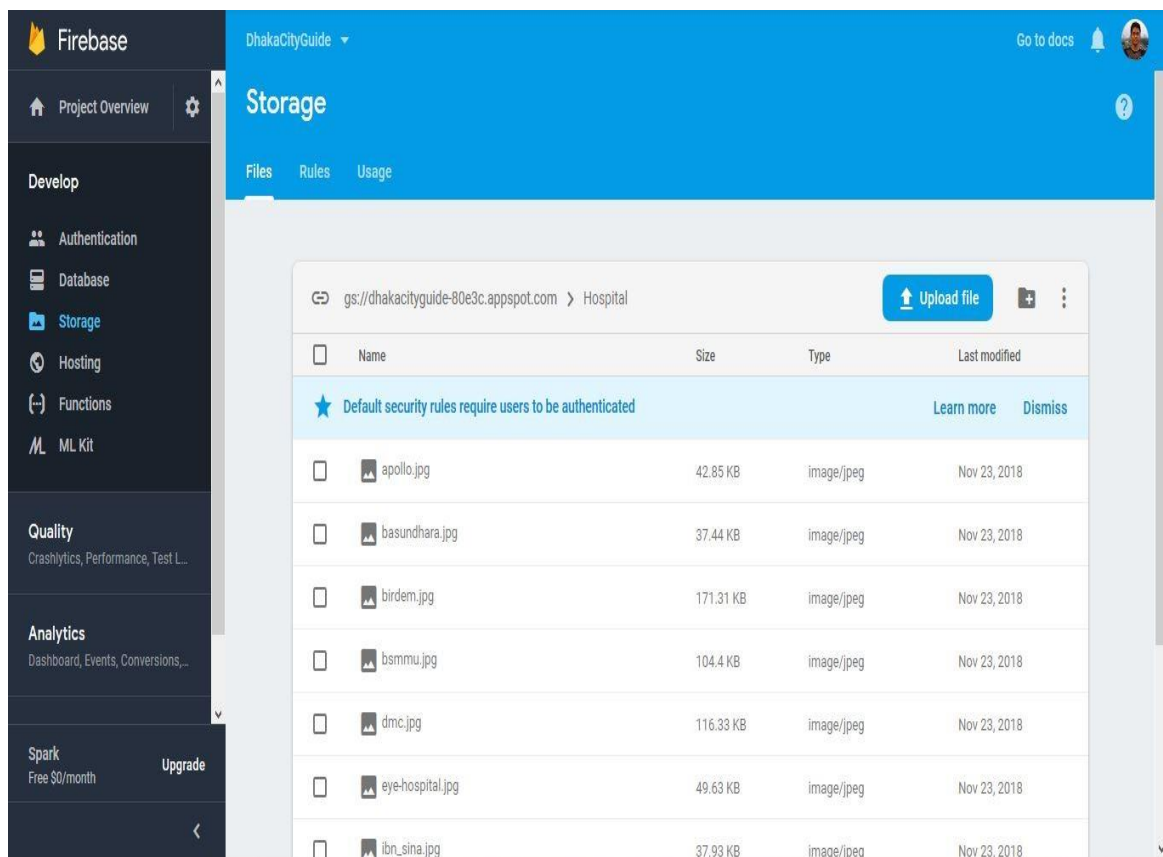 Firebase
DhakaCityGuide
Go to docs
Project Overview
Storage
Files Rules Usage
Develop
Authentication
Database
Storage
Hosting
Functions
ML Kit
Quality
Crashlytics, Performance, Test L...
Analytics
Dashboard, Events, Conversions,...
Spark
Free $0/month
Upgrade
gs://dhakacityguide-80e3c.appspot.com > Hospital
Upload file
Name Size Type Last modified
Default security rules require users to be authenticated Learn more Dismiss
apollo.jpg 42.85 KB image/jpeg Nov 23, 2018
basundhara.jpg 37.44 KB image/jpeg Nov 23, 2018
birdem.jpg 171.31 KB image/jpeg Nov 23, 2018
bsmmu.jpg 104.4 KB image/jpeg Nov 23, 2018
dmc.jpg 116.33 KB image/jpeg Nov 23, 2018
eye-hospital.jpg 49.63 KB image/jpeg Nov 23, 2018
ibn_sina.jpg 37.93 KB image/jpeg Nov 23, 2018